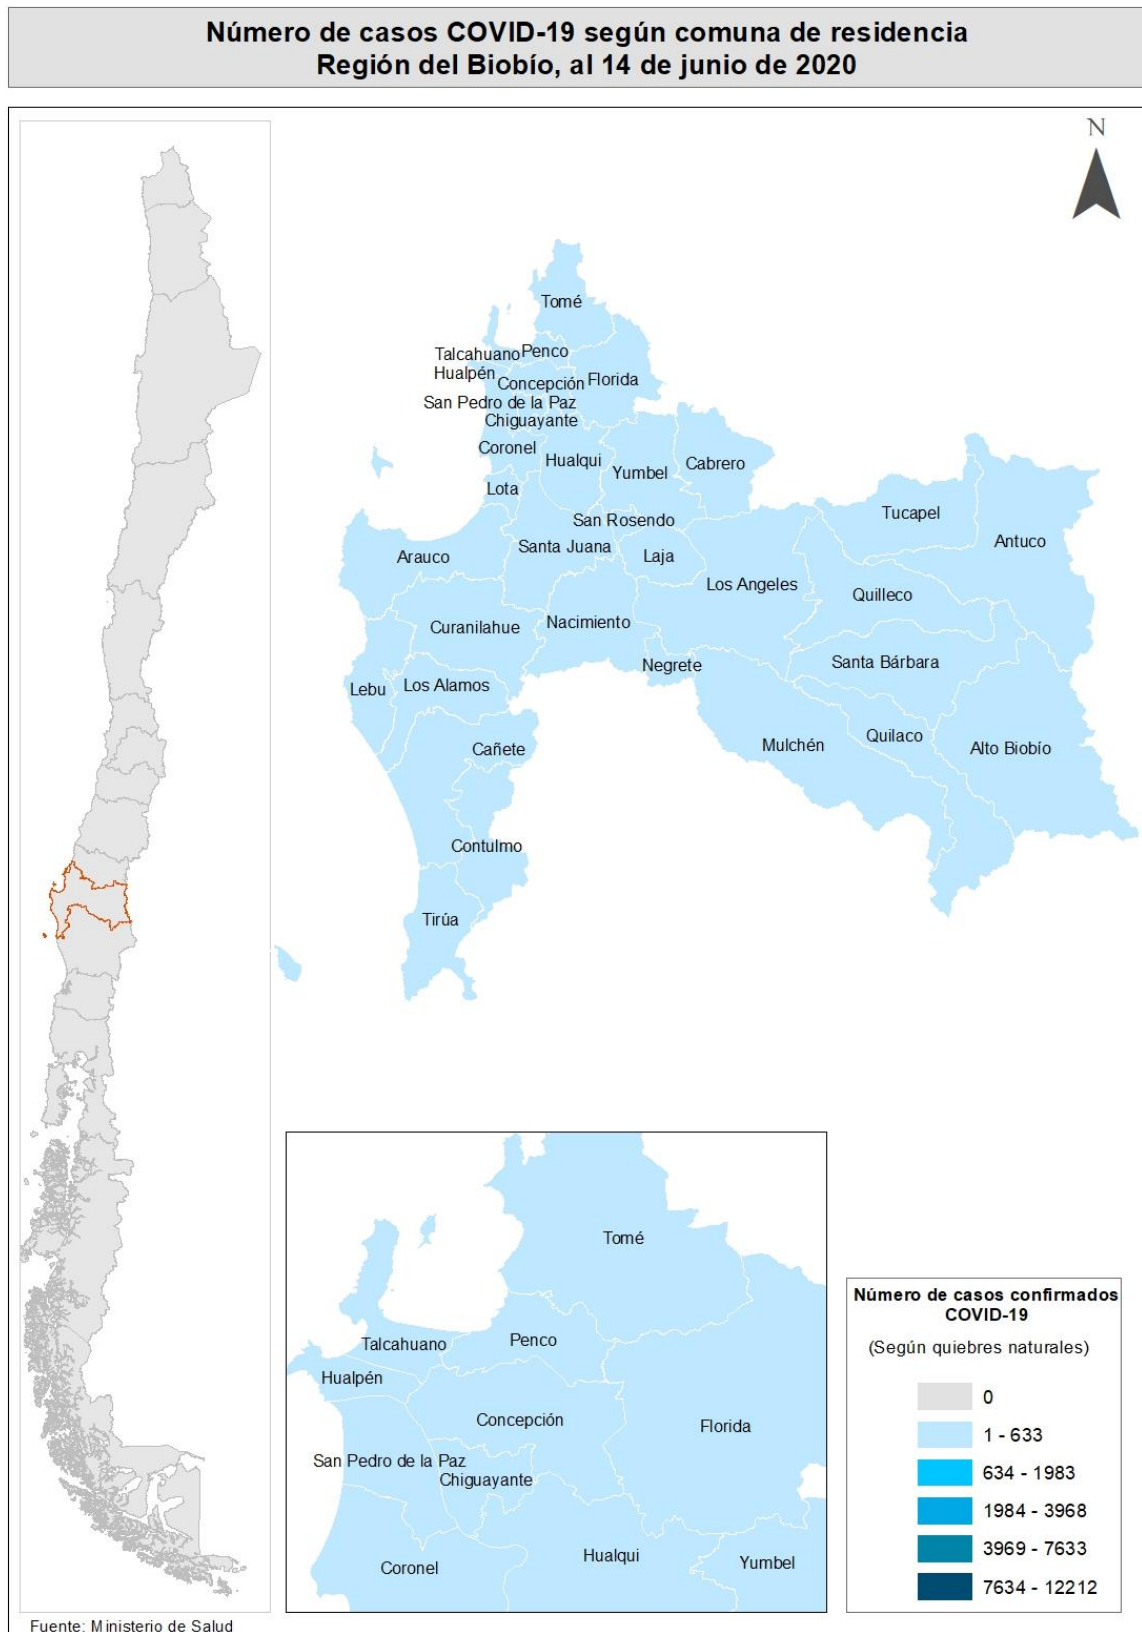 Número de casos COVID-19 según comuna de residencia
Región del Biobío, al 14 de junio de 2020
N
Tomé
Talcahuano
Penco
Hualpén
Concepción
Florida
San Pedro de la Paz
Chiguayante
Coronel
Hualqui
Yumbel
Cabrero
Lota
San Rosendo
Tucapel
Antuco
Arauco
Santa Juana
Laja
Los Angeles
Quilleco
Curanilahue
Nacimiento
Negrete
Santa Bárbara
Lebu
Los Alamos
Cañete
Mulchén
Quilaco
Alto Biobío
Contulmo
Tirúa
Tomé
Talcahuano
Penco
Hualpén
Concepción
Florida
San Pedro de la Paz
Chiguayante
Coronel
Hualqui
Yumbel
Número de casos confirmados
COVID-19
(Según quiebres naturales)
0
1 - 633
634 - 1983
1984 - 3968
3969 - 7633
7634 - 12212
Fuente: Ministerio de Salud